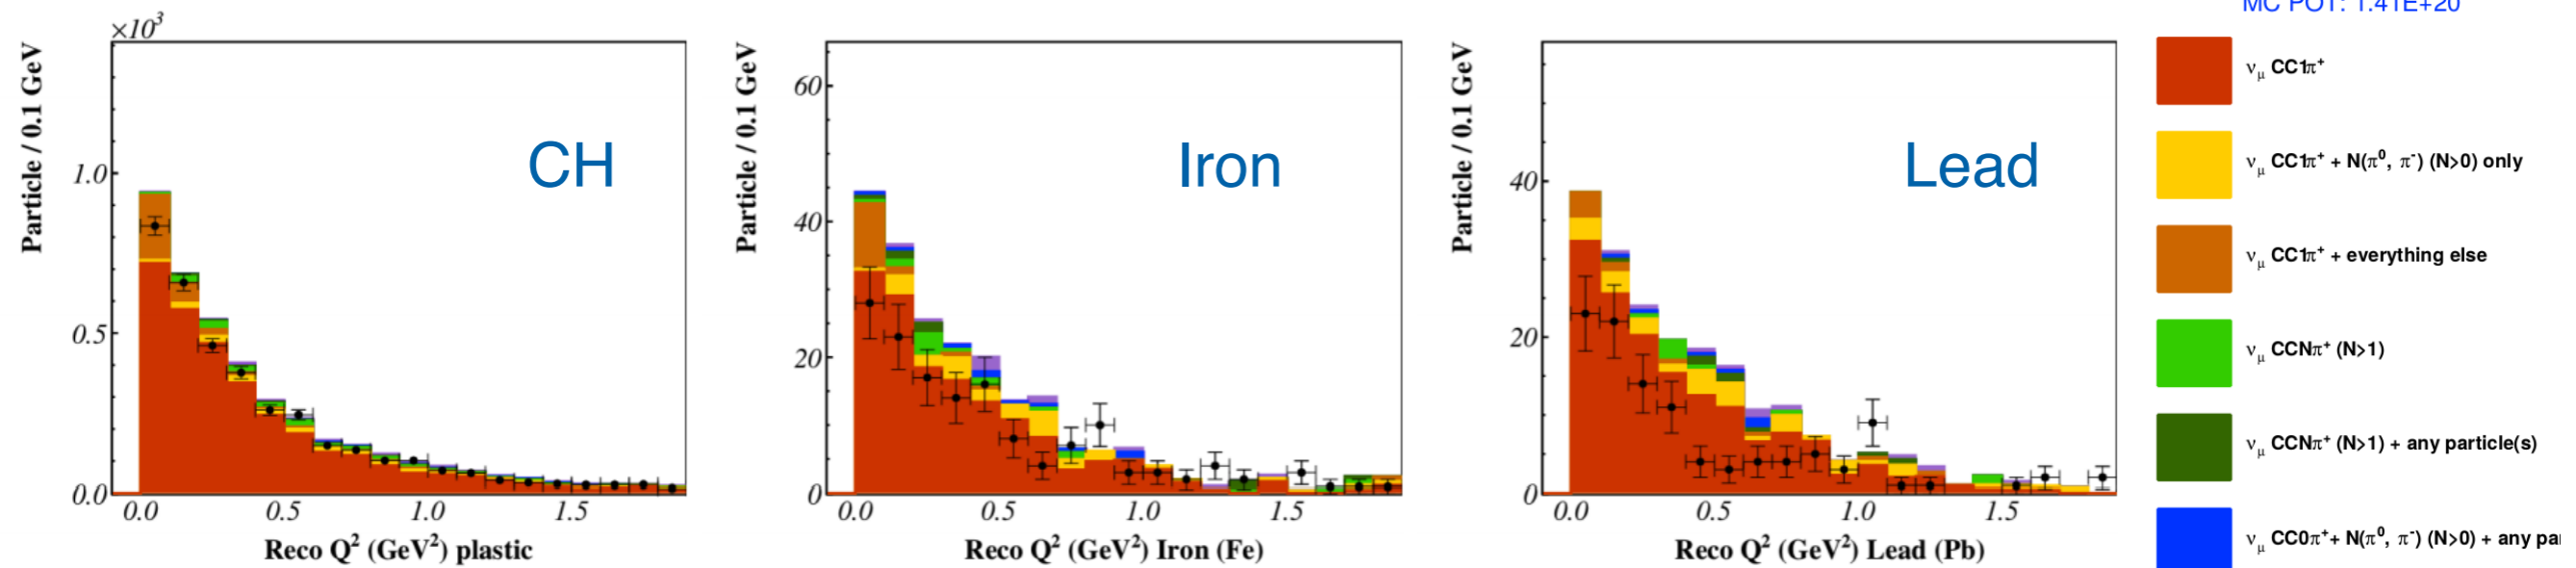 MC POT: 1.41E+20
×10³
Particle / 0.1 GeV
1.0
0.5
0.0
CH
0.0 0.5 1.0 1.5
Reco Q² (GeV²) plastic
Particle / 0.1 GeV
60
40
20
0
Iron
0.0 0.5 1.0 1.5
Reco Q² (GeV²) Iron (Fe)
Particle / 0.1 GeV
40
20
0
Lead
0.0 0.5 1.0 1.5
Reco Q² (GeV²) Lead (Pb)
νμ CC1π⁺
νμ CC1π⁺ + N(π⁰, π⁻) (N>0) only
νμ CC1π⁺ + everything else
νμ CCNπ⁺ (N>1)
νμ CCNπ⁺ (N>1) + any particle(s)
νμ CC0π⁺+ N(π⁰, π⁻) (N>0) + any